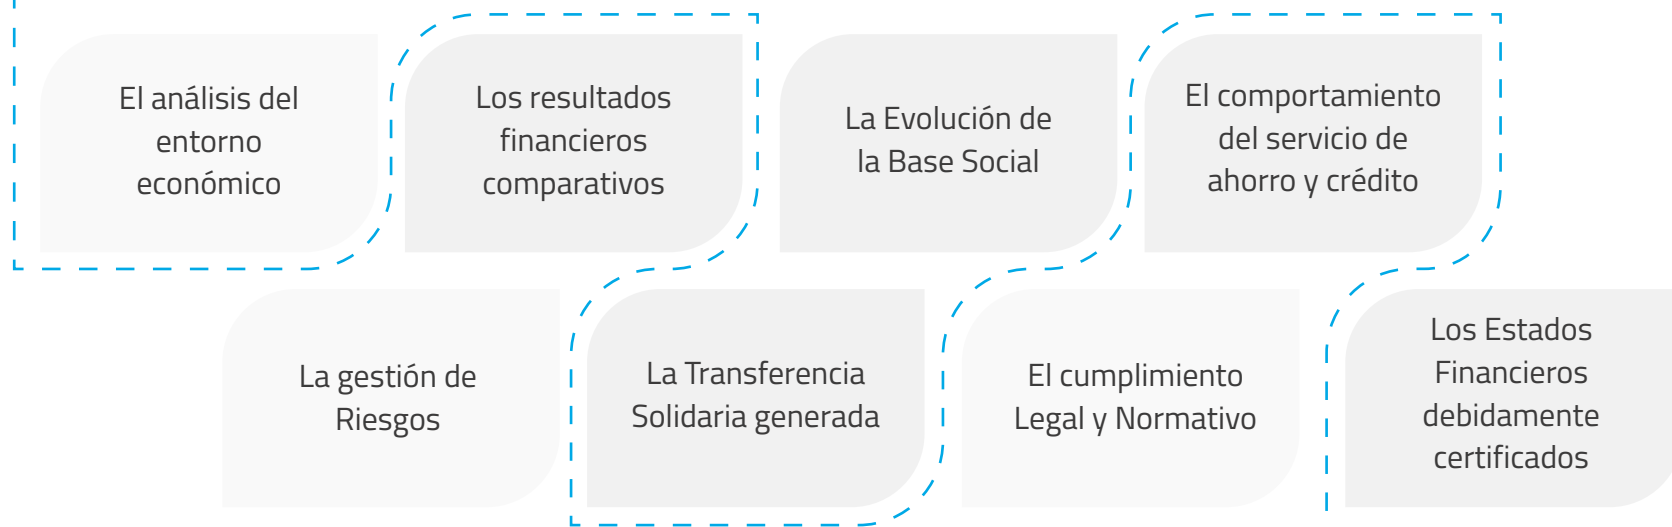 El análisis del
entorno
económico
Los resultados
financieros
comparativos
La Evolución de
la Base Social
El comportamiento
del servicio de
ahorro y crédito
La gestión de
Riesgos
La Transferencia
Solidaria generada
El cumplimiento
Legal y Normativo
Los Estados
Financieros
debidamente
certificados